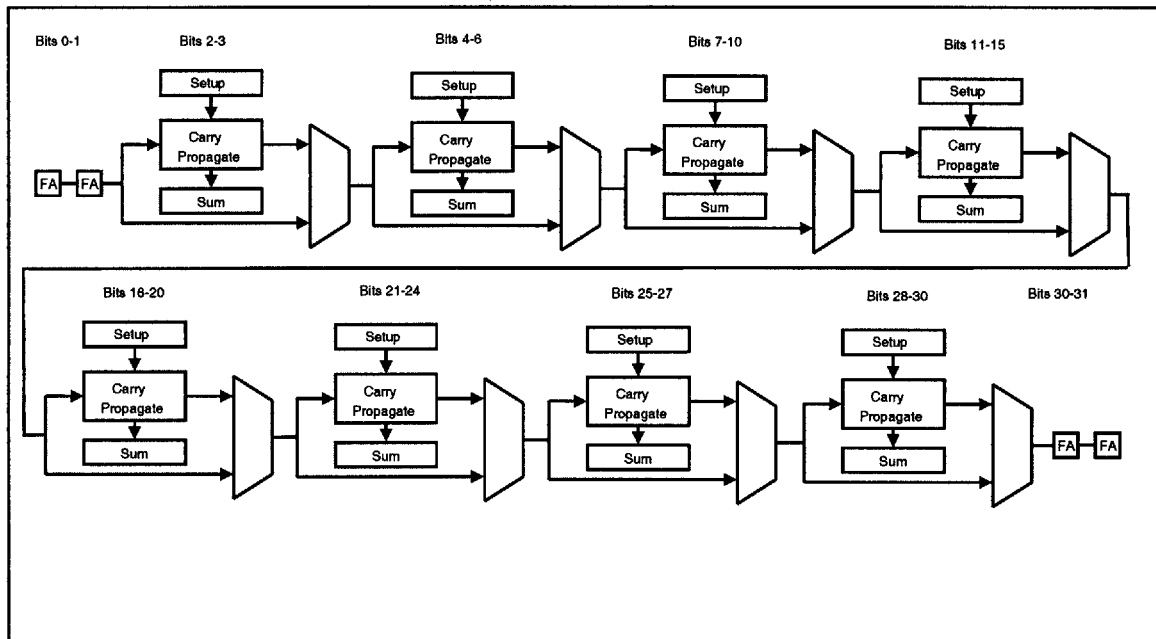 Bits 0-1 Bits 2-3 Bits 4-6 Bits 7-10 Bits 11-15
Setup Setup Setup Setup
Carry Carry Carry Carry
Propagate Propagate Propagate Propagate
FA FA
Sum Sum Sum Sum
Bits 16-20 Bits 21-24 Bits 25-27 Bits 28-30 Bits 30-31
Setup Setup Setup Setup
Carry Carry Carry Carry
Propagate Propagate Propagate Propagate
FA FA
Sum Sum Sum Sum